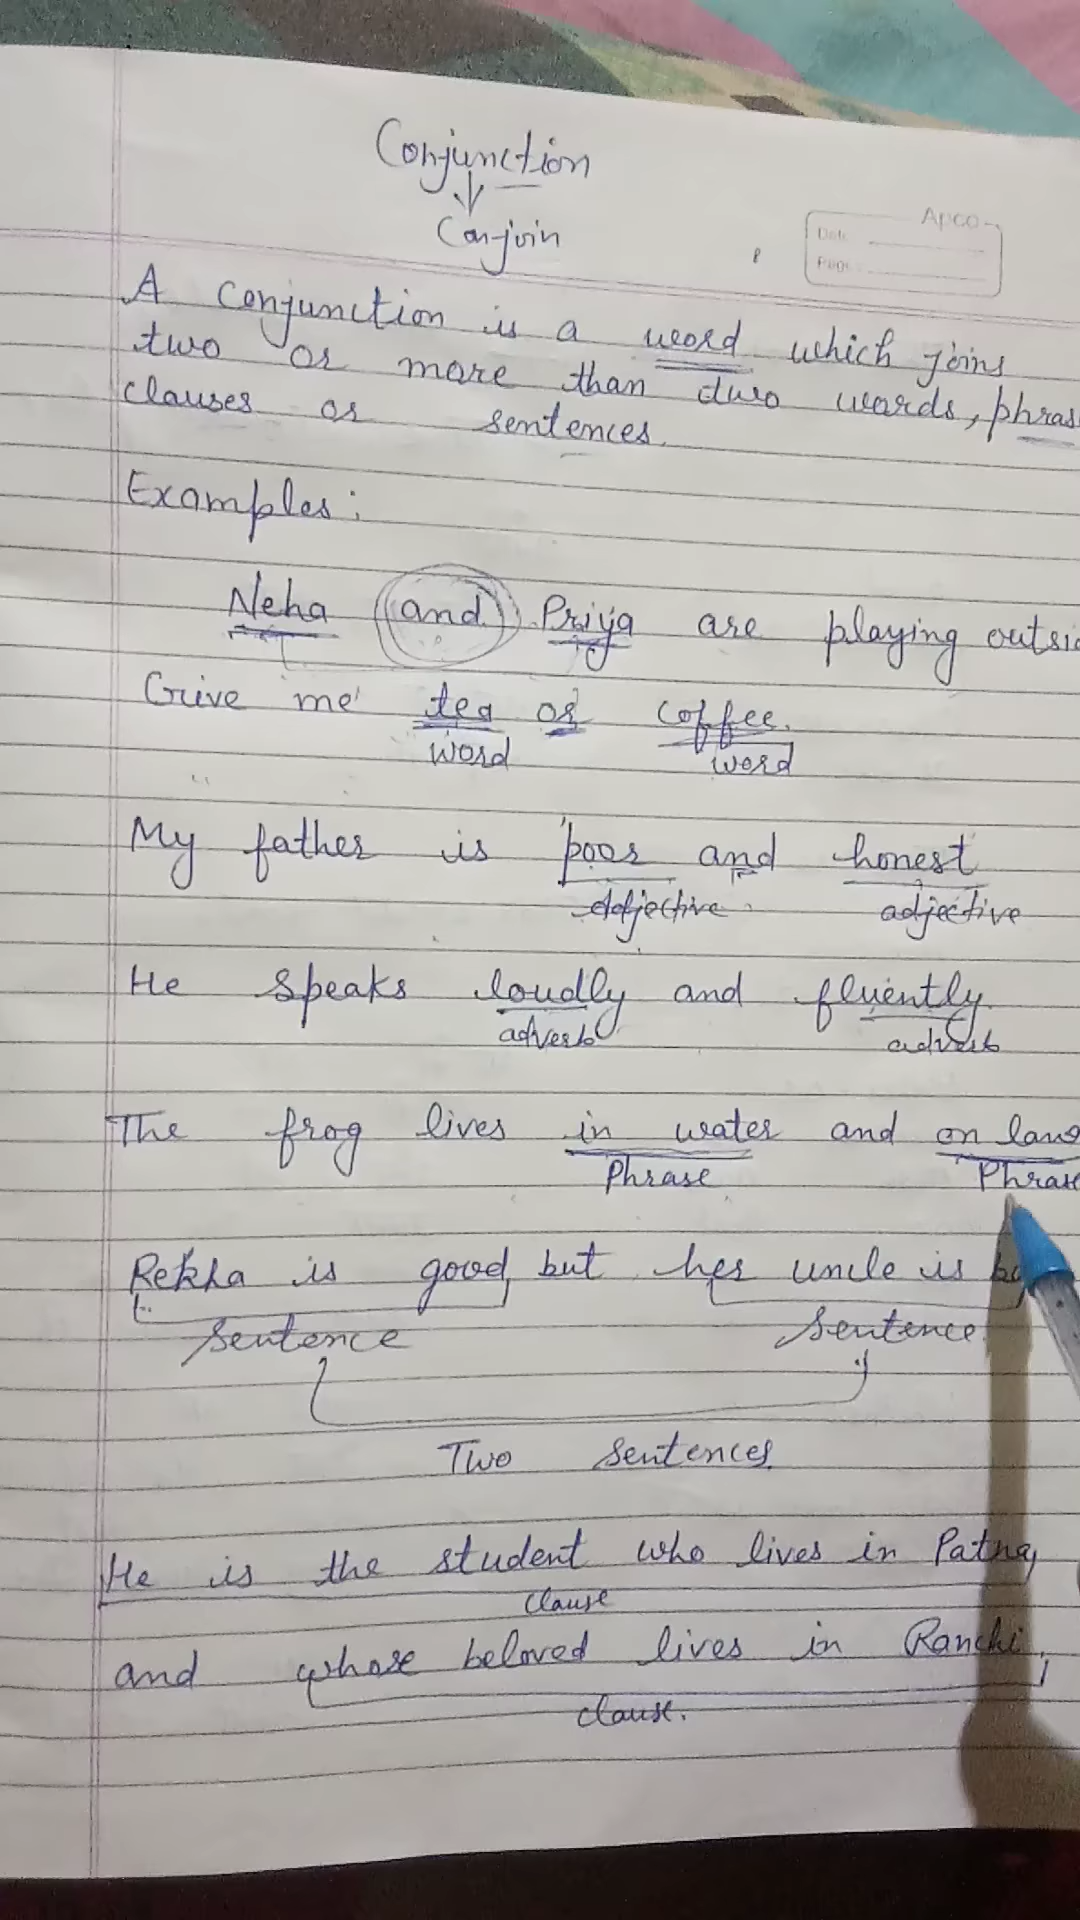 Conjunction
Conjoin
Apco
Date
Page
A conjunction is a word which joins
two or more than two words, phras
clauses or sentences.
Examples:
Neha and Priya are playing outsi
Give me tea or coffee.
word word
My father is poor and honest
adjective adjective
He speaks loudly and fluently.
adverb adverb
The frog lives in water and on land
Phrase Phrase
Rekha is good, but her uncle is
sentence sentence
Two sentences.
He is the student who lives in Patna,
clause
and whose beloved lives in Ranchi,
clause.